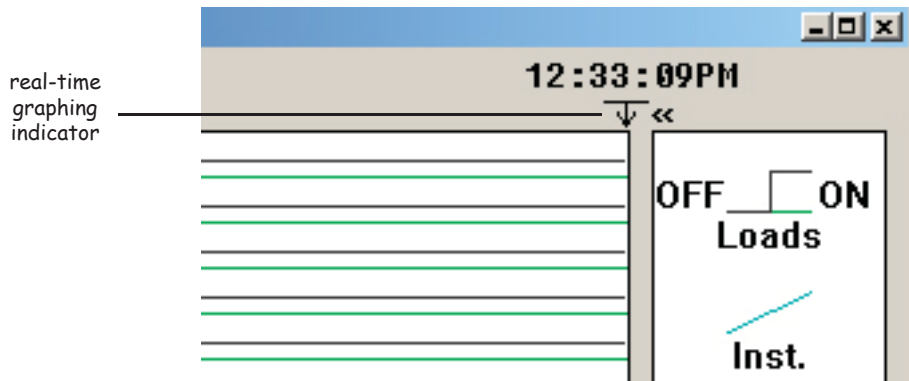 12:33:09PM
real-time
graphing
indicator
«
OFF ON
Loads
Inst.